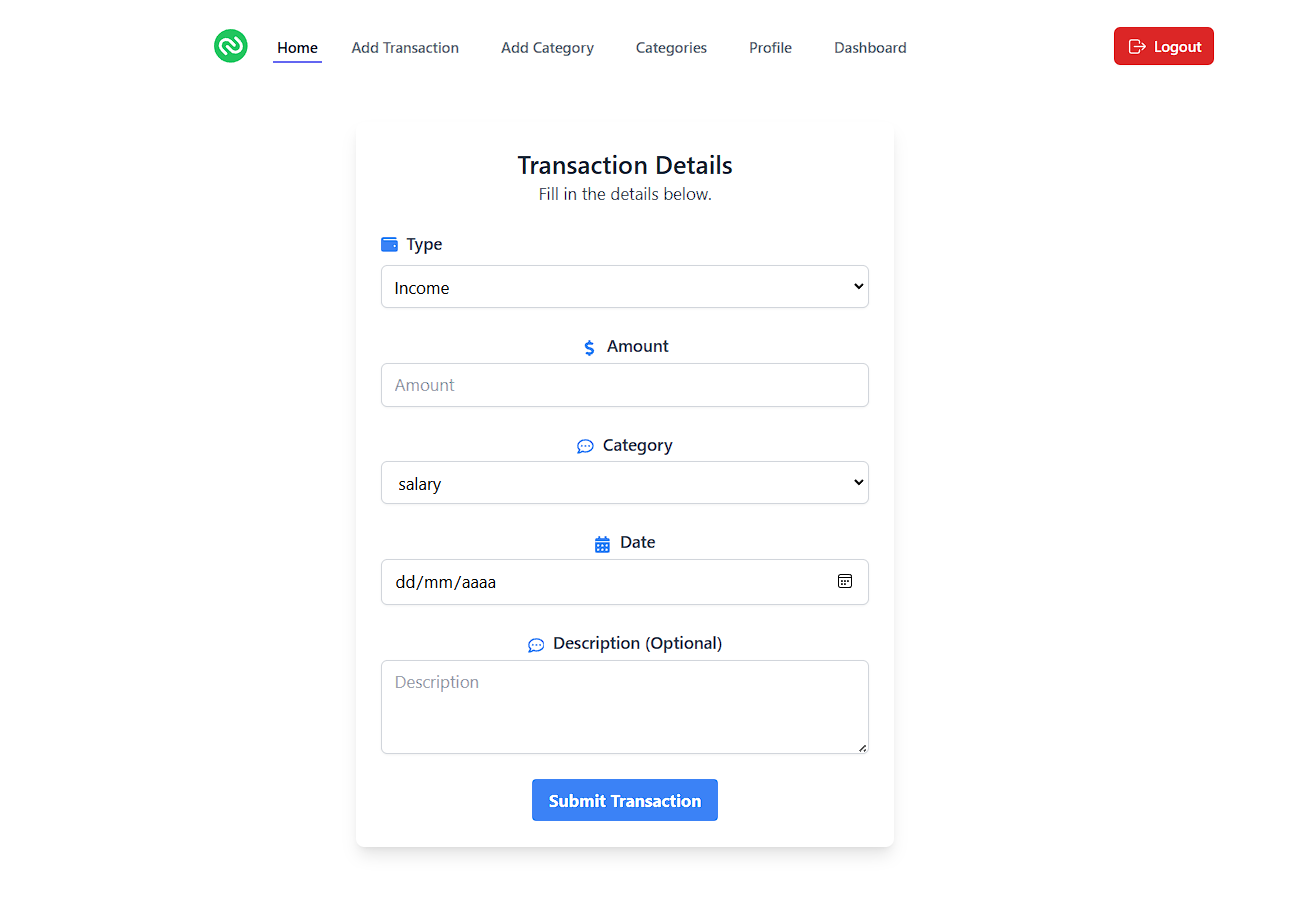 Home Add Transaction Add Category Categories Profile Dashboard Logout
Transaction Details
Fill in the details below.
Type
Income
Amount
Amount
Category
salary
Date
dd/mm/aaaa
Description (Optional)
Description
Submit Transaction